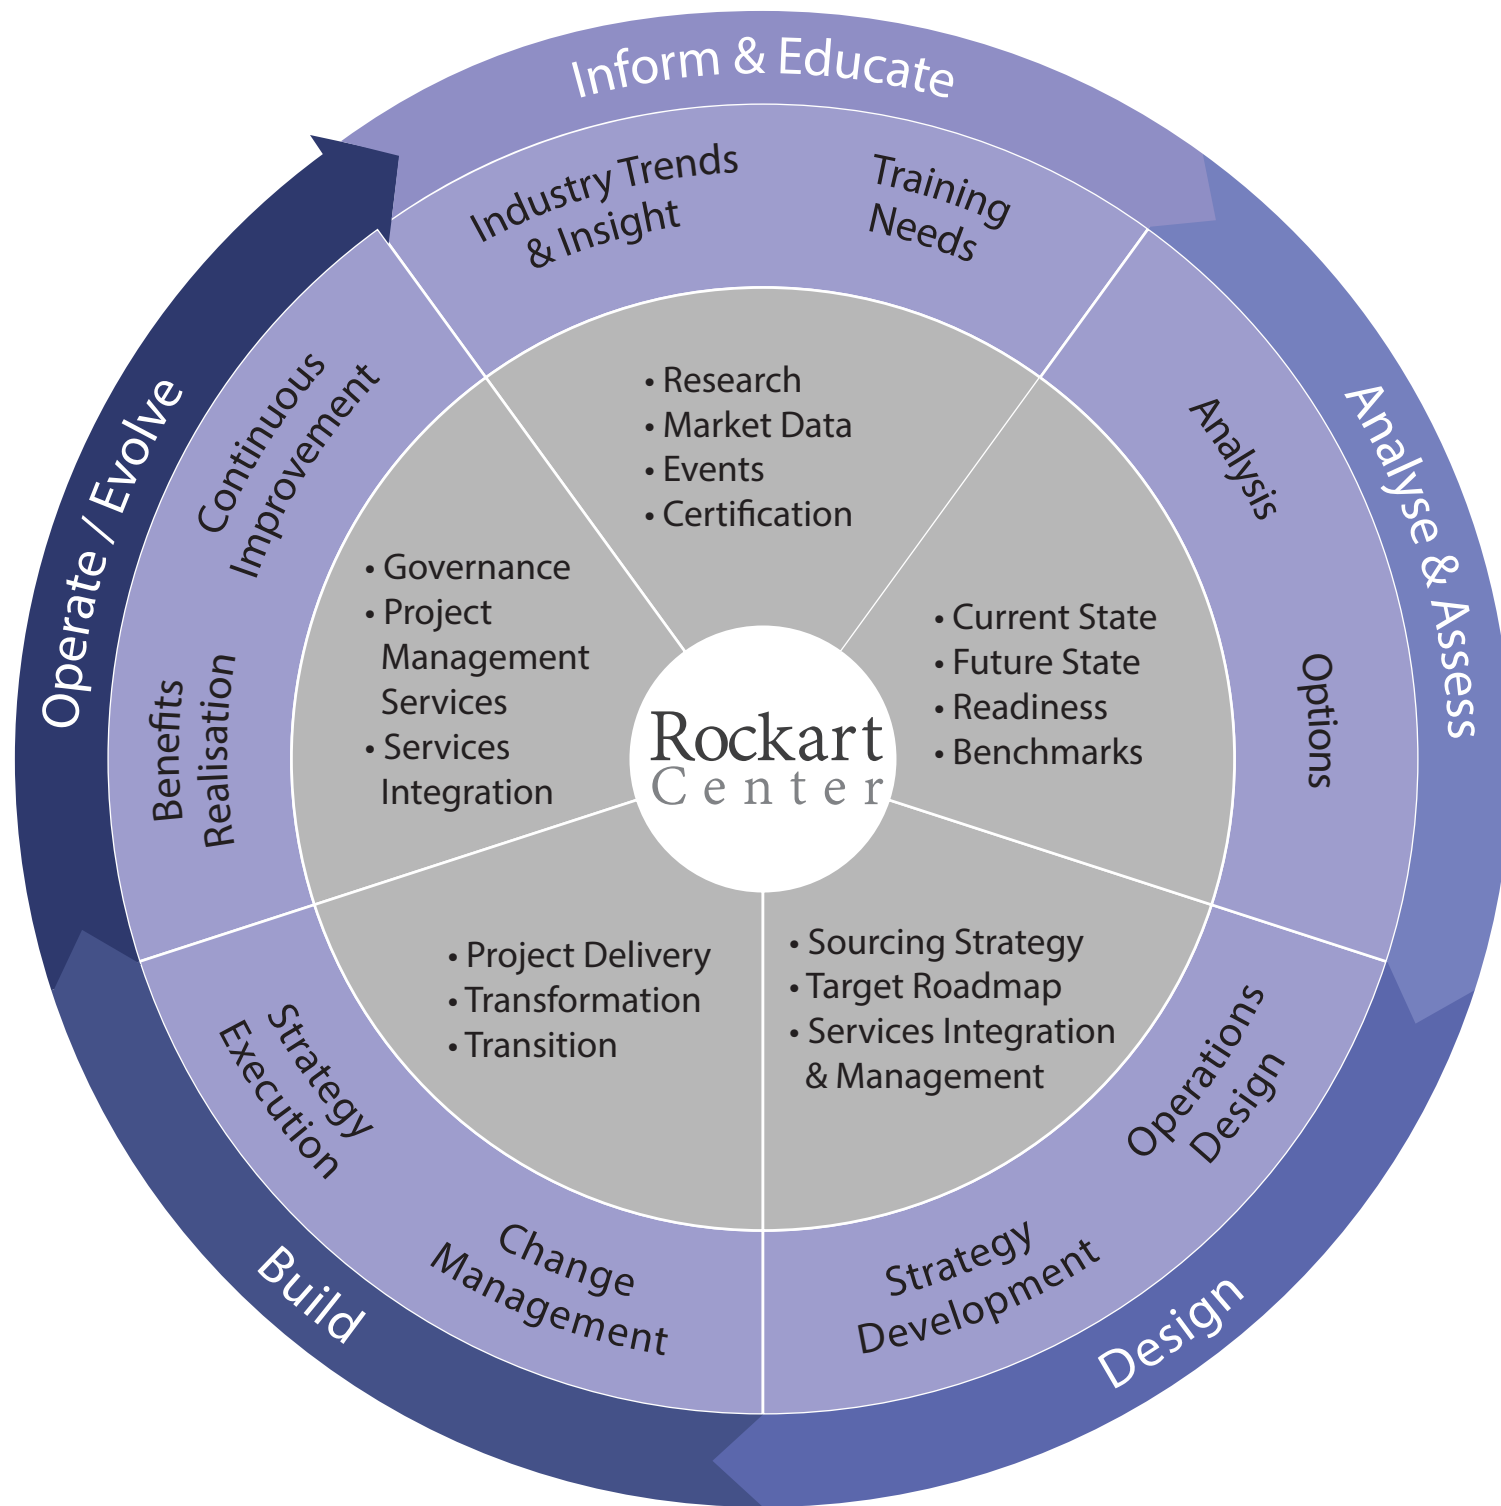 Inform & Educate
Industry Trends
& Insight
Training
Needs
• Research
• Market Data
• Events
• Certification
Analyse & Assess
Analysis
Options
• Current State
• Future State
• Readiness
• Benchmarks
Design
Operations
Design
Strategy
Development
• Sourcing Strategy
• Target Roadmap
• Services Integration
& Management
Build
Change
Management
Strategy
Execution
• Project Delivery
• Transformation
• Transition
Operate / Evolve
Benefits
Realisation
Continuous
Improvement
• Governance
• Project
Management
Services
• Services
Integration
Rockart
Center